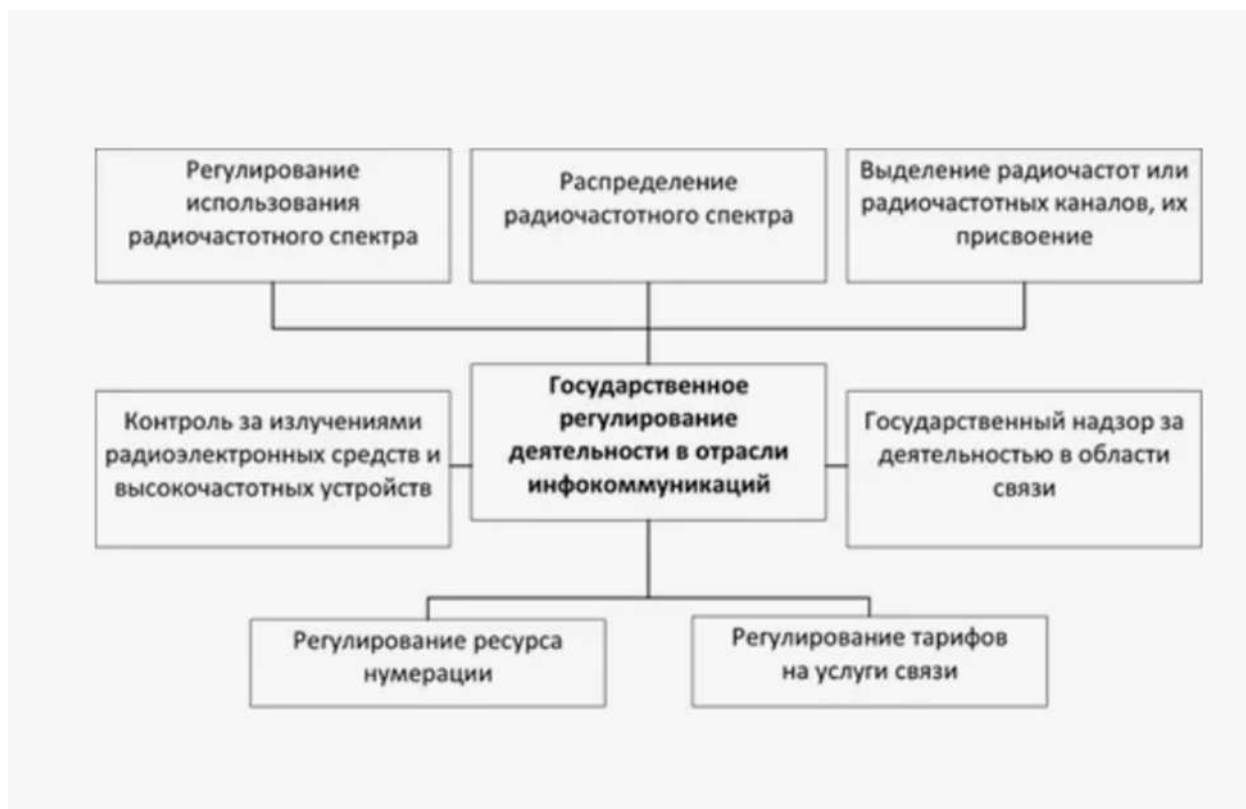 Регулирование
использования
радиочастотного спектра
Распределение
радиочастотного спектра
Выделение радиочастот или
радиочастотных каналов, их
присвоение
Контроль за излучениями
радиоэлектронных средств и
высокочастотных устройств
Государственное
регулирование
деятельности в отрасли
инфокоммуникаций
Государственный надзор за
деятельностью в области
связи
Регулирование ресурса
нумерации
Регулирование тарифов
на услуги связи